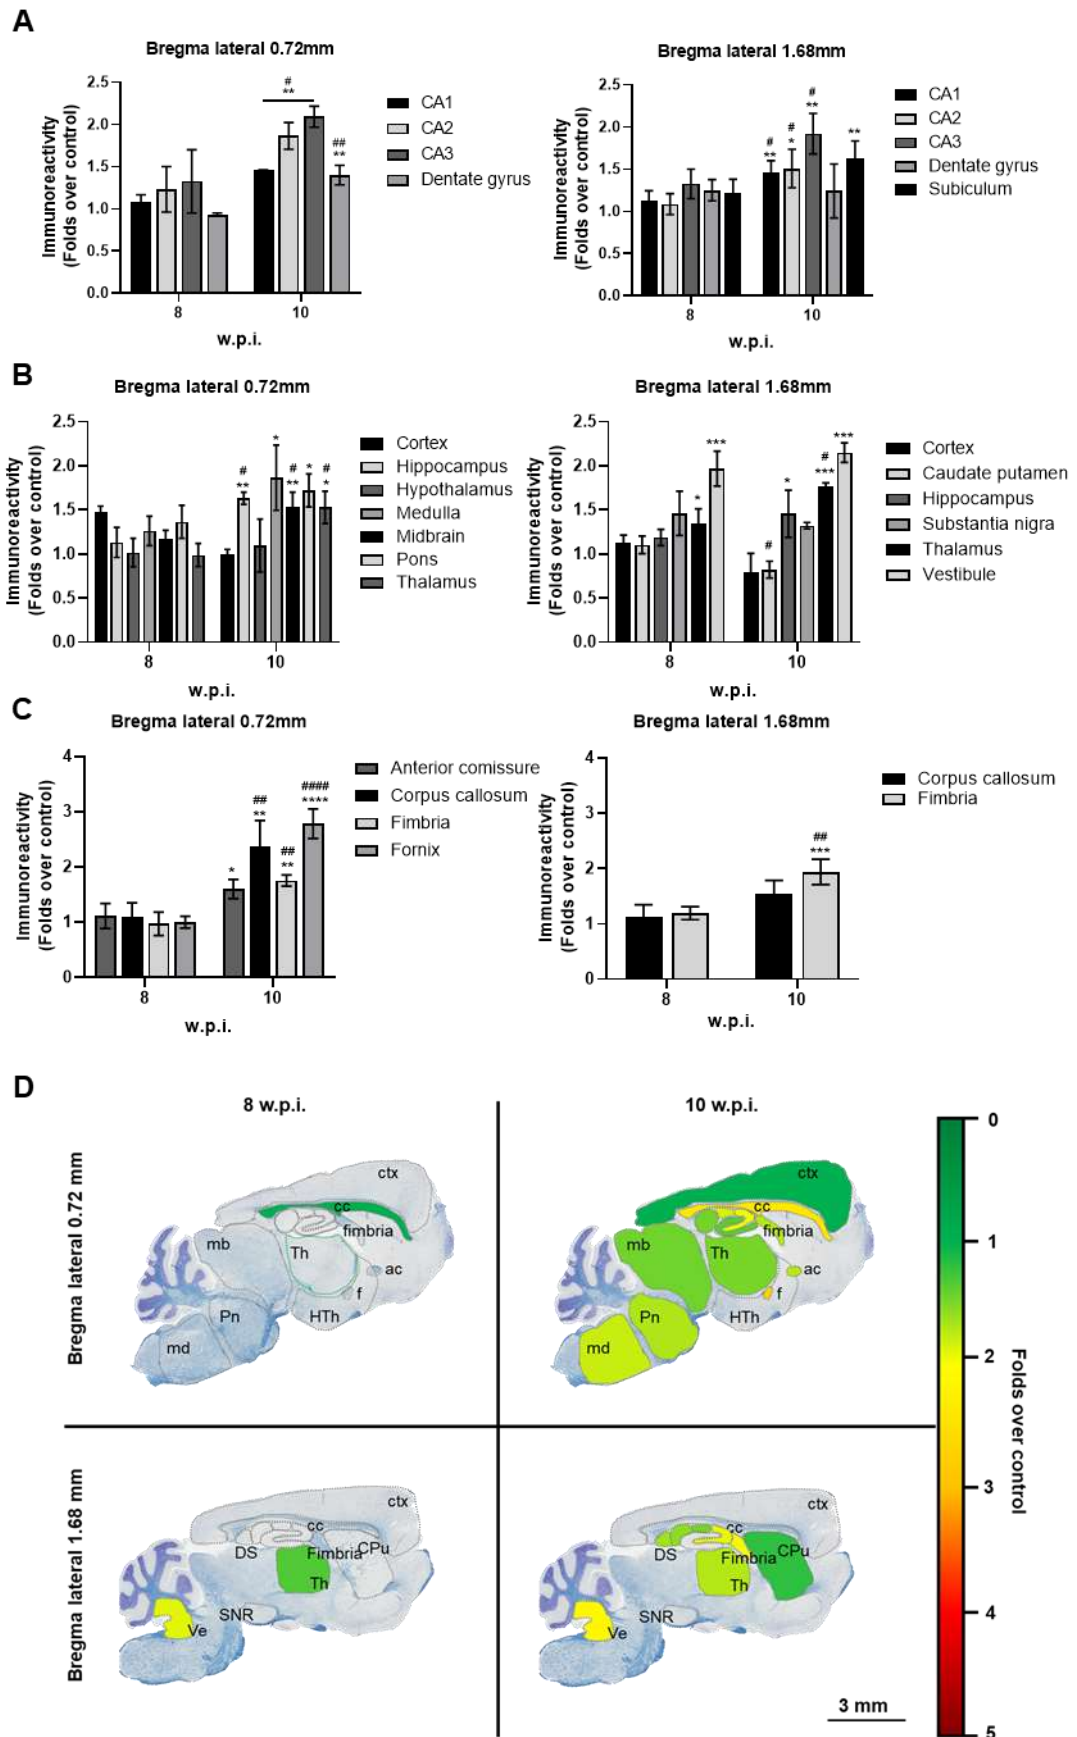 A
Bregma lateral 0.72mm
Immunoreactivity
(Folds over control)
2.5
2.0
1.5
1.0
0.5
0.0
#
**
##
**
8
10
w.p.i.
CA1
CA2
CA3
Dentate gyrus
Bregma lateral 1.68mm
Immunoreactivity
(Folds over control)
2.5
2.0
1.5
1.0
0.5
0.0
#
**
#
*
#
**
**
8
10
w.p.i.
CA1
CA2
CA3
Dentate gyrus
Subiculum
B
Bregma lateral 0.72mm
Immunoreactivity
(Folds over control)
2.5
2.0
1.5
1.0
0.5
0.0
#
**
*
#
**
*
#
*
8
10
w.p.i.
Cortex
Hippocampus
Hypothalamus
Medulla
Midbrain
Pons
Thalamus
Bregma lateral 1.68mm
Immunoreactivity
(Folds over control)
2.5
2.0
1.5
1.0
0.5
0.0
*
***
#
*
#
***
***
8
10
w.p.i.
Cortex
Caudate putamen
Hippocampus
Substantia nigra
Thalamus
Vestibule
C
Bregma lateral 0.72mm
Immunoreactivity
(Folds over control)
4
3
2
1
0
*
##
**
##
**
####
****
8
10
w.p.i.
Anterior comissure
Corpus callosum
Fimbria
Fornix
Bregma lateral 1.68mm
Immunoreactivity
(Folds over control)
4
3
2
1
0
##
***
8
10
w.p.i.
Corpus callosum
Fimbria
D
8 w.p.i.
10 w.p.i.
Bregma lateral 0.72 mm
ctx
cc
fimbria
mb
Th
ac
f
Pn
HTh
md
ctx
cc
fimbria
mb
Th
ac
f
Pn
HTh
md
Bregma lateral 1.68 mm
ctx
cc
DS
Fimbria
CPu
Th
SNR
Ve
ctx
cc
DS
Fimbria
CPu
Th
SNR
Ve
3 mm
0
1
2
3
4
5
Folds over control